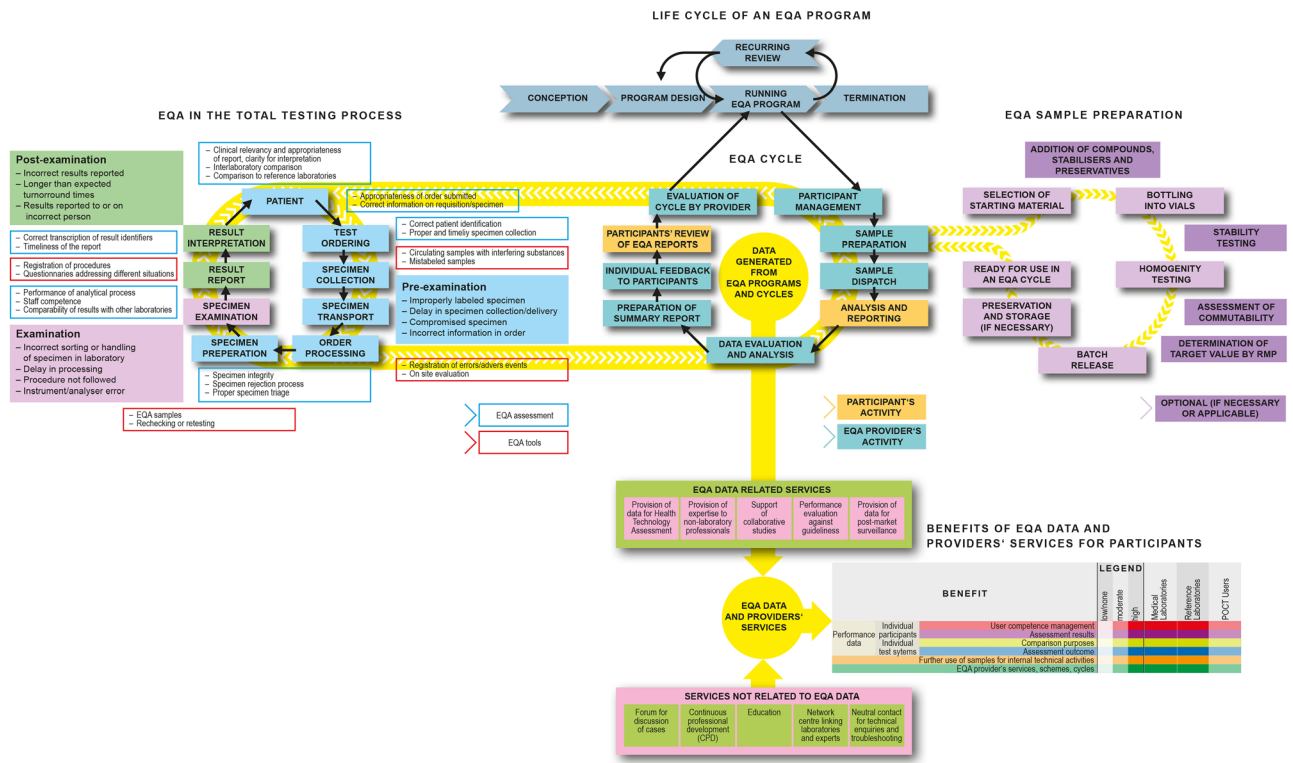 LIFE CYCLE OF AN EQA PROGRAM
RECURRING
REVIEW
CONCEPTION
PROGRAM DESIGN
RUNNING
EQA PROGRAM
TERMINATION
EQA IN THE TOTAL TESTING PROCESS
Post-examination
– Incorrect results reported
– Longer than expected
turnorround times
– Results reported to or on
incorrect person
– Clinical relevancy and appropriateness
of report, clarity for interpretation
– Interlaboratory comparison
– Comparison to reference laboratories
– Appropriateness of order submitted
– Correct information on requisition/specimen
PATIENT
– Correct transcription of result identifiers
– Timeliness of the report
RESULT
INTERPRETATION
TEST
ORDERING
– Correct patient identification
– Proper and timeliy specimen collection
– Registration of procedures
– Questionnaries addressing different situations
RESULT
REPORT
SPECIMEN
COLLECTION
– Circulating samples with interfering substances
– Mistabeled samples
– Performance of analytical process
– Staff competence
– Comparability of results with other laboratories
SPECIMEN
EXAMINATION
SPECIMEN
TRANSPORT
Pre-examination
– Improperly labeled specimen
– Delay in specimen collection/delivery
– Compromised specimen
– Incorrect information in order
Examination
– Incorrect sorting or handling
of specimen in laboratory
– Delay in processing
– Procedure not followed
– Instrument/analyser error
SPECIMEN
PREPERATION
ORDER
PROCESSING
– Specimen integrity
– Specimen rejection process
– Proper specimen triage
– Registration of errors/advers events
– On site evaluation
– EQA samples
– Rechecking or retesting
EQA assessment
EQA tools
EQA CYCLE
EVALUATION OF
CYCLE BY PROVIDER
PARTICIPANT
MANAGEMENT
PARTICIPANTS' REVIEW
OF EQA REPORTS
SAMPLE
PREPARATION
INDIVIDUAL FEEDBACK
TO PARTICIPANTS
SAMPLE
DISPATCH
PREPARATION OF
SUMMARY REPORT
ANALYSIS AND
REPORTING
DATA EVALUATION
AND ANALYSIS
DATA
GENERATED
FROM
EQA PROGRAMS
AND CYCLES
PARTICIPANT'S
ACTIVITY
EQA PROVIDER'S
ACTIVITY
EQA SAMPLE PREPARATION
ADDITION OF COMPOUNDS,
STABILISERS AND
PRESERVATIVES
SELECTION OF
STARTING MATERIAL
BOTTLING
INTO VIALS
STABILITY
TESTING
READY FOR USE IN
AN EQA CYCLE
HOMOGENITY
TESTING
PRESERVATION
AND STORAGE
(IF NECESSARY)
ASSESSMENT OF
COMMUTABILITY
DETERMINATION OF
TARGET VALUE BY RMP
BATCH
RELEASE
OPTIONAL (IF NECESSARY
OR APPLICABLE)
EQA DATA RELATED SERVICES
Provision of
data for Health
Technology
Assessment
Provision of
expertise to
non-laboratory
professionals
Support
of
collaborative
studies
Performance
evaluation
against
guideliness
Provision of
data for
post-market
surveillance
EQA DATA
AND PROVIDERS'
SERVICES
SERVICES NOT RELATED TO EQA DATA
Forum for
discussion
of cases
Continuous
professional
development
(CPD)
Education
Network
centre linking
laboratories
and experts
Neutral contact
for technical
enquiries and
troubleshooting
BENEFITS OF EQA DATA AND
PROVIDERS' SERVICES FOR PARTICIPANTS
BENEFIT
LEGEND
low/none
moderate
high
Medical
Laboratories
Reference
Laboratories
POCT Users
Performance
data
Individual
participants
User competence management
Assessment results
Individual
test sytems
Comparison purposes
Assessment outcome
Further use of samples for internal technical activities
EQA provider's services, schemes, cycles